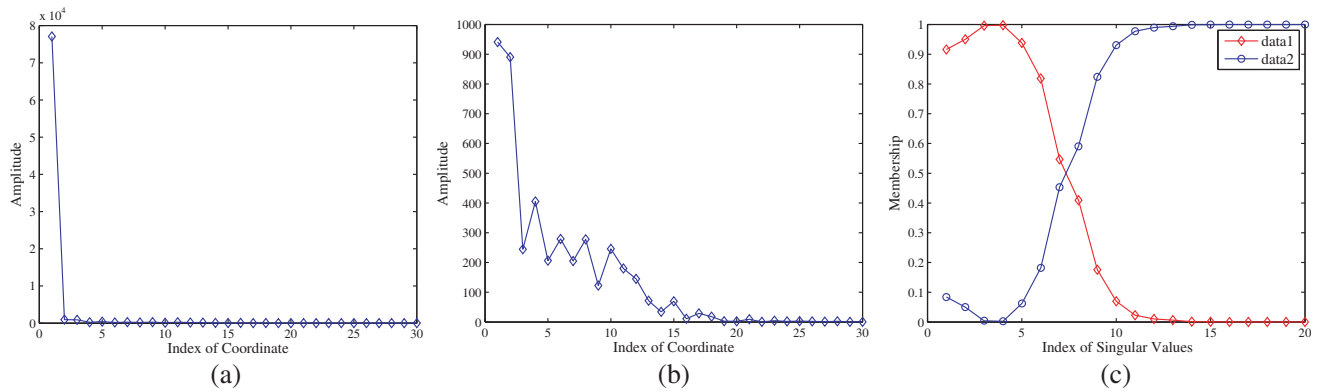 x 10⁴
8
7
6
5
4
3
2
1
0
Amplitude
0 5 10 15 20 25 30
Index of Coordinate
(a)
1000
900
800
700
600
500
400
300
200
100
0
Amplitude
0 5 10 15 20 25 30
Index of Coordinate
(b)
1
0.9
0.8
0.7
0.6
0.5
0.4
0.3
0.2
0.1
0
Membership
data1
data2
0 5 10 15 20
Index of Singular Values
(c)